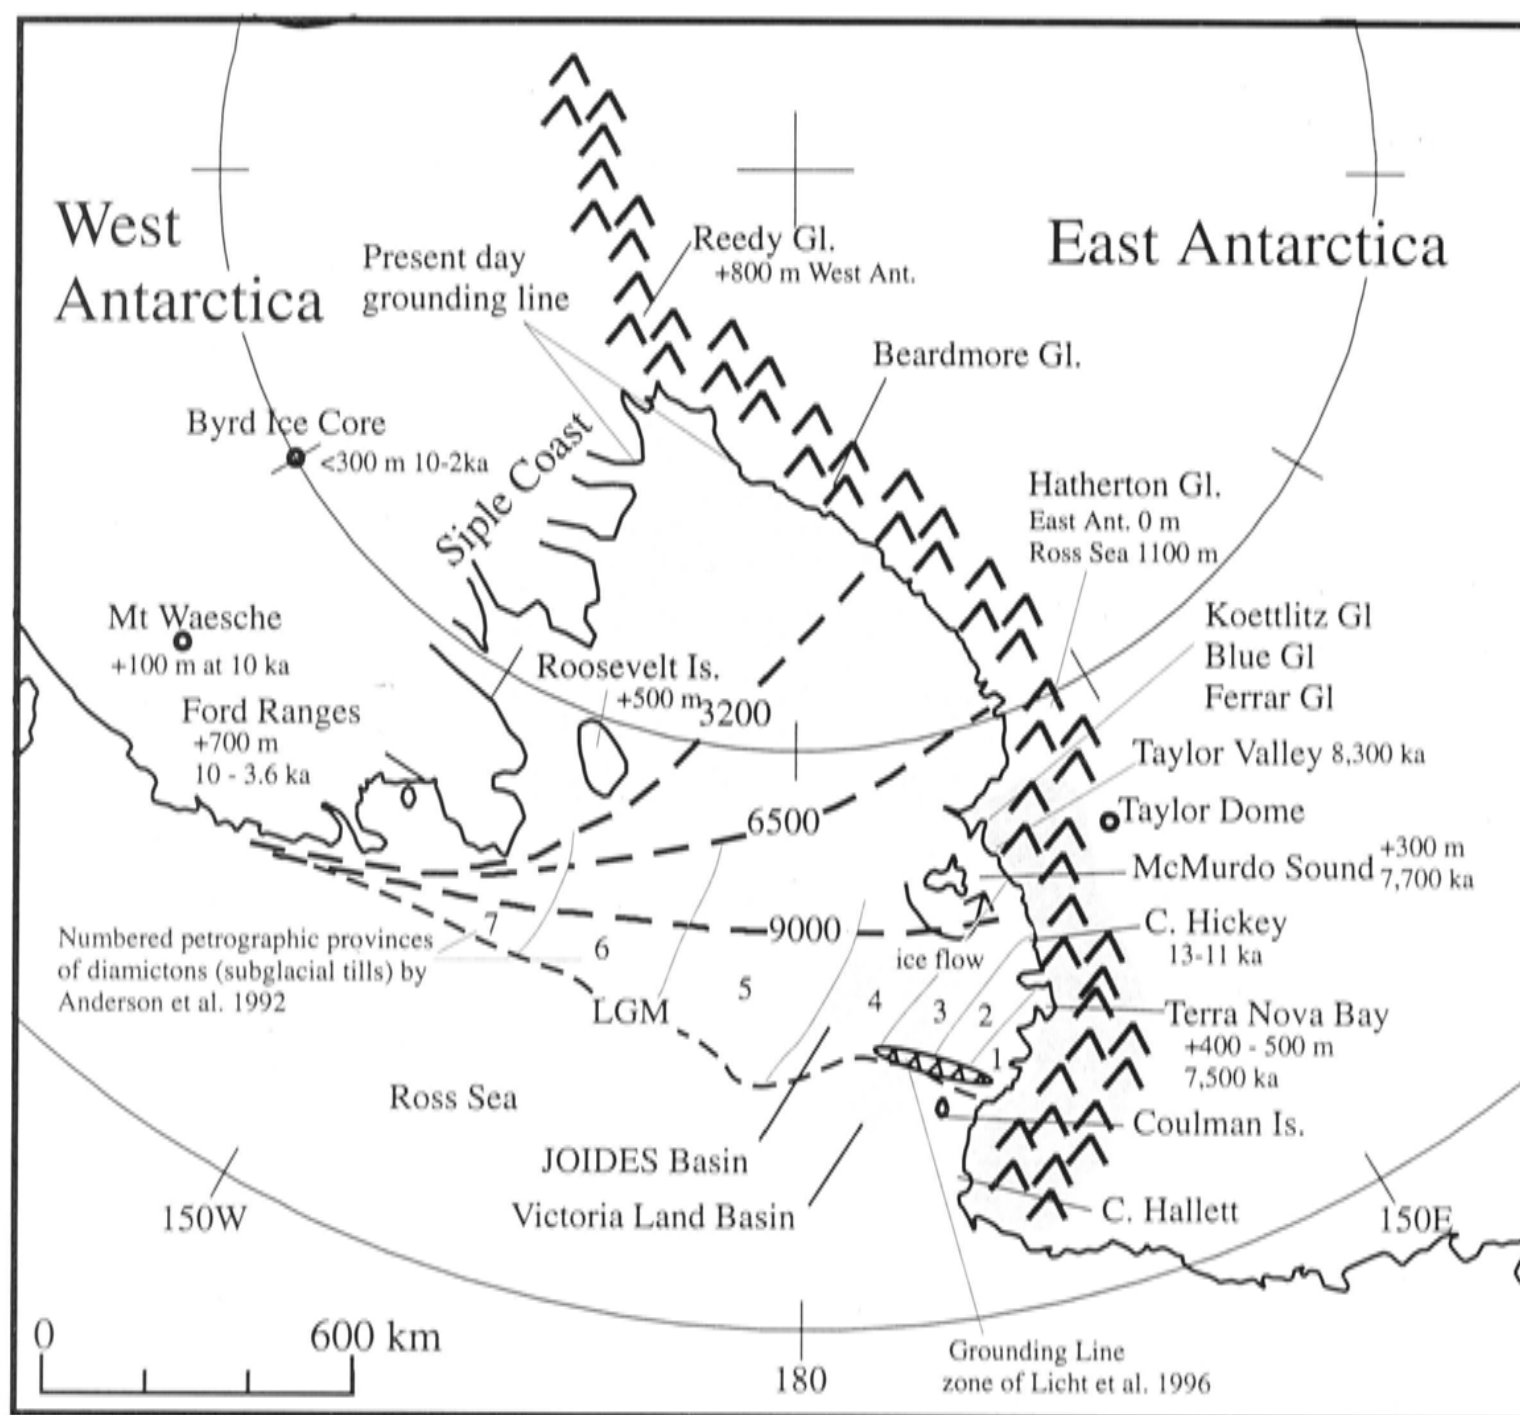 West
Antarctica
East Antarctica
Present day
grounding line
Reedy Gl.
+800 m West Ant.
Beardmore Gl.
Byrd Ice Core
<300 m 10-2ka
Siple Coast
Hatherton Gl.
East Ant. 0 m
Ross Sea 1100 m
Mt Waesche
+100 m at 10 ka
Koettlitz Gl
Blue Gl
Ferrar Gl
Roosevelt Is.
+500 m
3200
Ford Ranges
+700 m
10 - 3.6 ka
Taylor Valley 8,300 ka
6500
Taylor Dome
McMurdo Sound +300 m
7,700 ka
7
6
9000
C. Hickey
13-11 ka
Numbered petrographic provinces
of diamictons (subglacial tills) by
Anderson et al. 1992
ice flow
5
4
3
2
1
LGM
Terra Nova Bay
+400 - 500 m
7,500 ka
Ross Sea
Coulman Is.
JOIDES Basin
Victoria Land Basin
C. Hallett
150W
150E
0
600 km
180
Grounding Line
zone of Licht et al. 1996